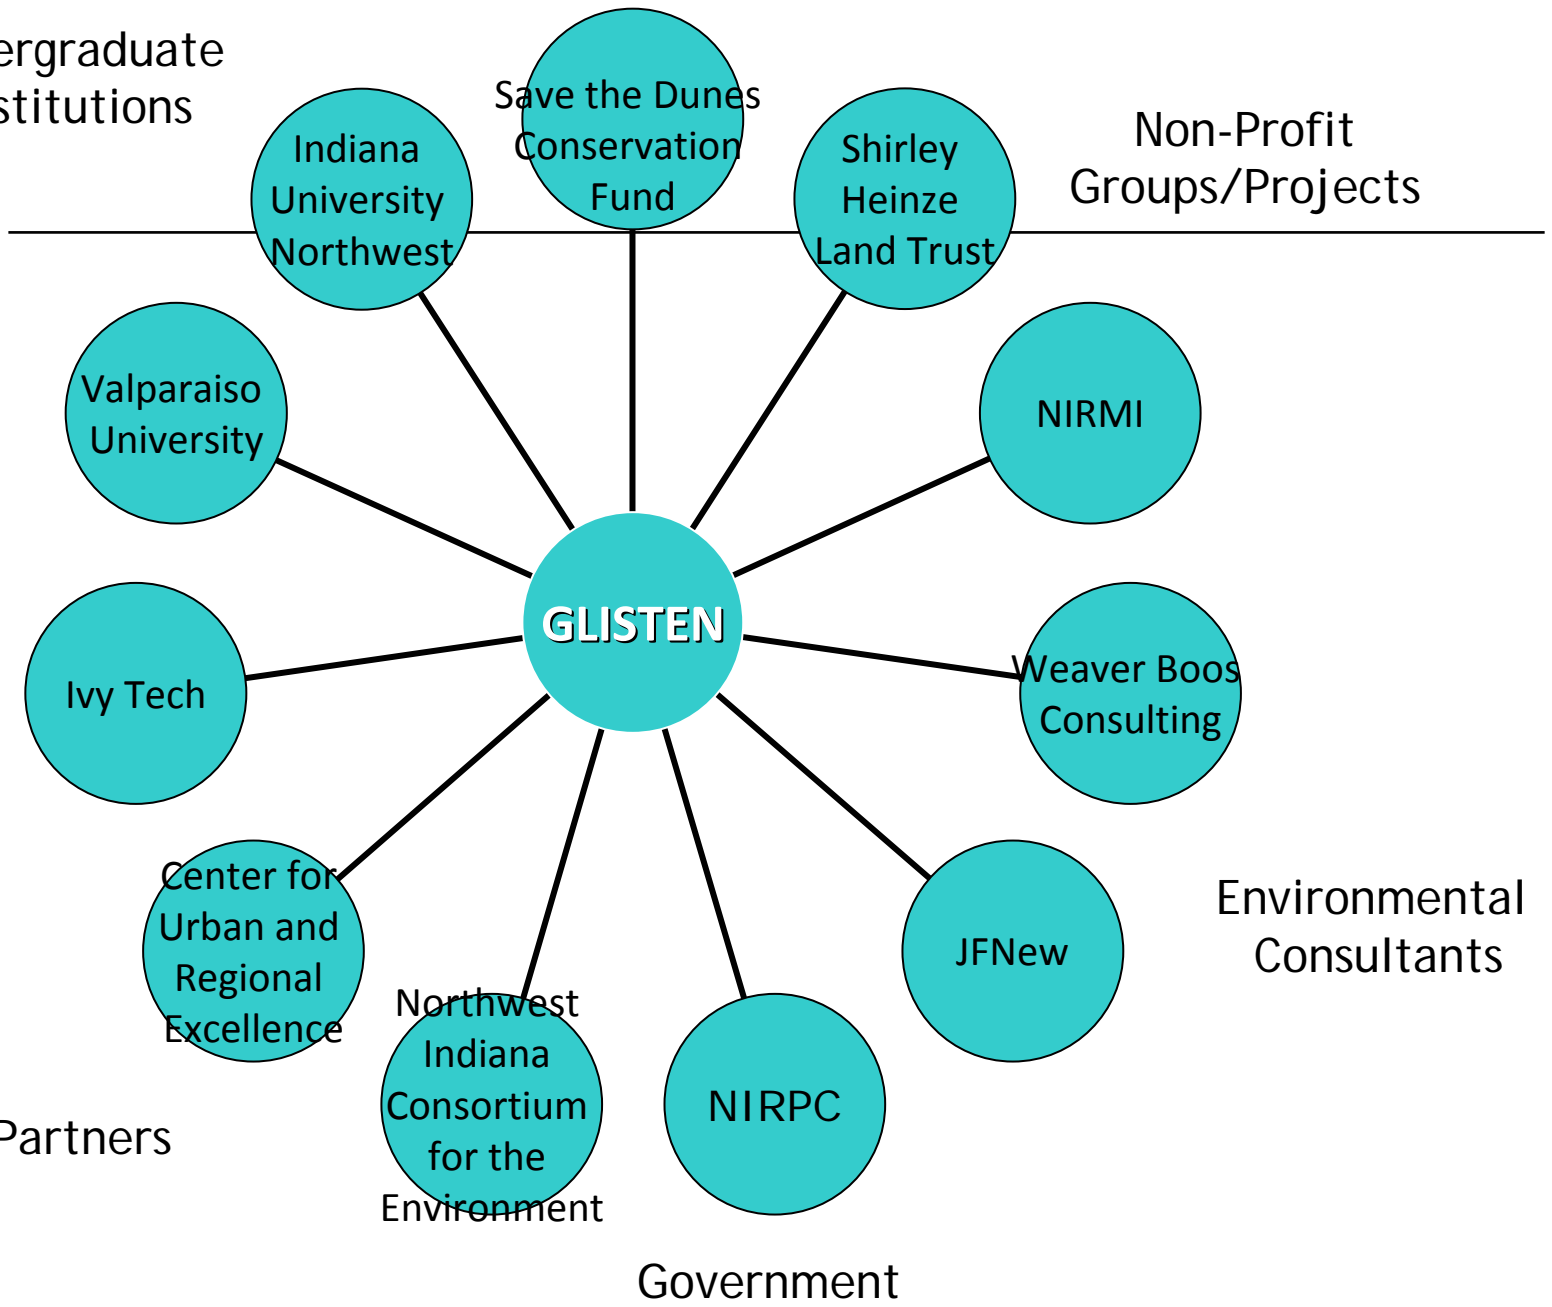 ergraduate
stitutions
Save the Dunes
Conservation
Fund
Indiana
University
Northwest
Shirley
Heinze
Land Trust
Non-Profit
Groups/Projects
Valparaiso
University
NIRMI
GLISTEN
Ivy Tech
Weaver Boos
Consulting
Center for
Urban and
Regional
Excellence
JFNew
Environmental
Consultants
Northwest
Indiana
Consortium
for the
Environment
NIRPC
Partners
Government